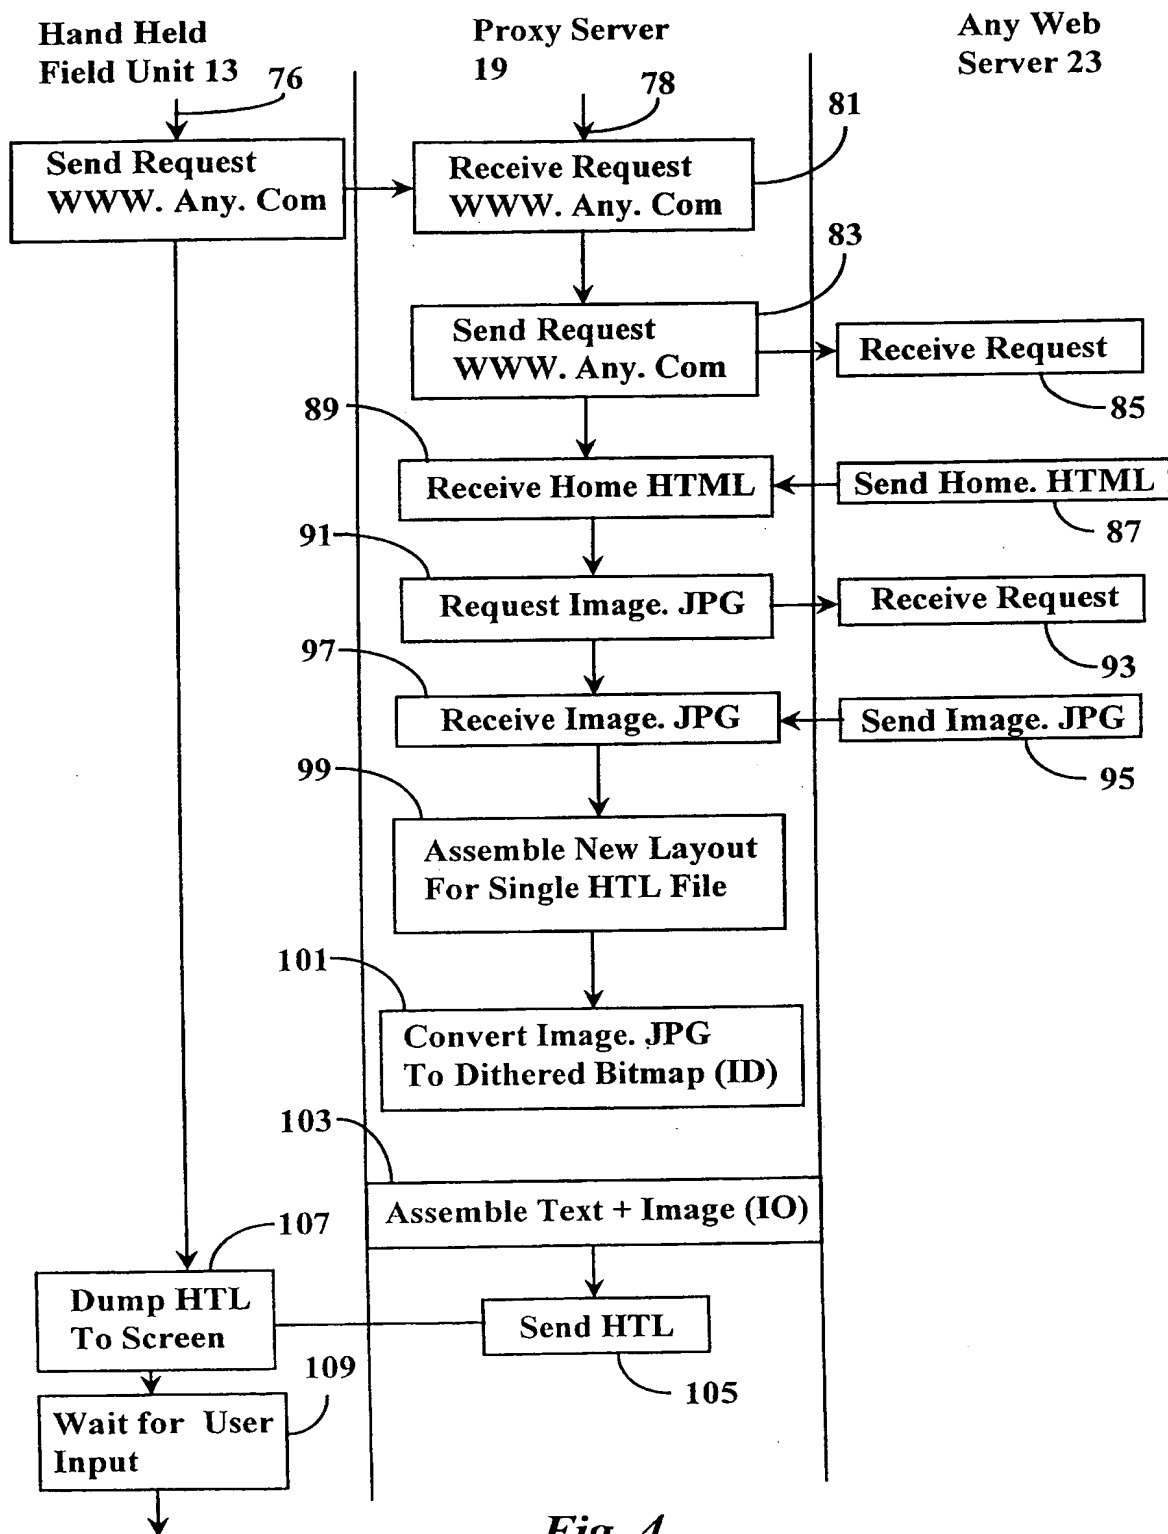 Hand Held
Field Unit 13
76
Proxy Server
19
78
Any Web
Server 23
81
Send Request
WWW. Any. Com
Receive Request
WWW. Any. Com
83
Send Request
WWW. Any. Com
Receive Request
85
89
Receive Home HTML
Send Home. HTML
87
91
Request Image. JPG
Receive Request
93
97
Receive Image. JPG
Send Image. JPG
95
99
Assemble New Layout
For Single HTL File
101
Convert Image. JPG
To Dithered Bitmap (ID)
103
Assemble Text + Image (IO)
107
Dump HTL
To Screen
Send HTL
105
109
Wait for User
Input
Fig. 4